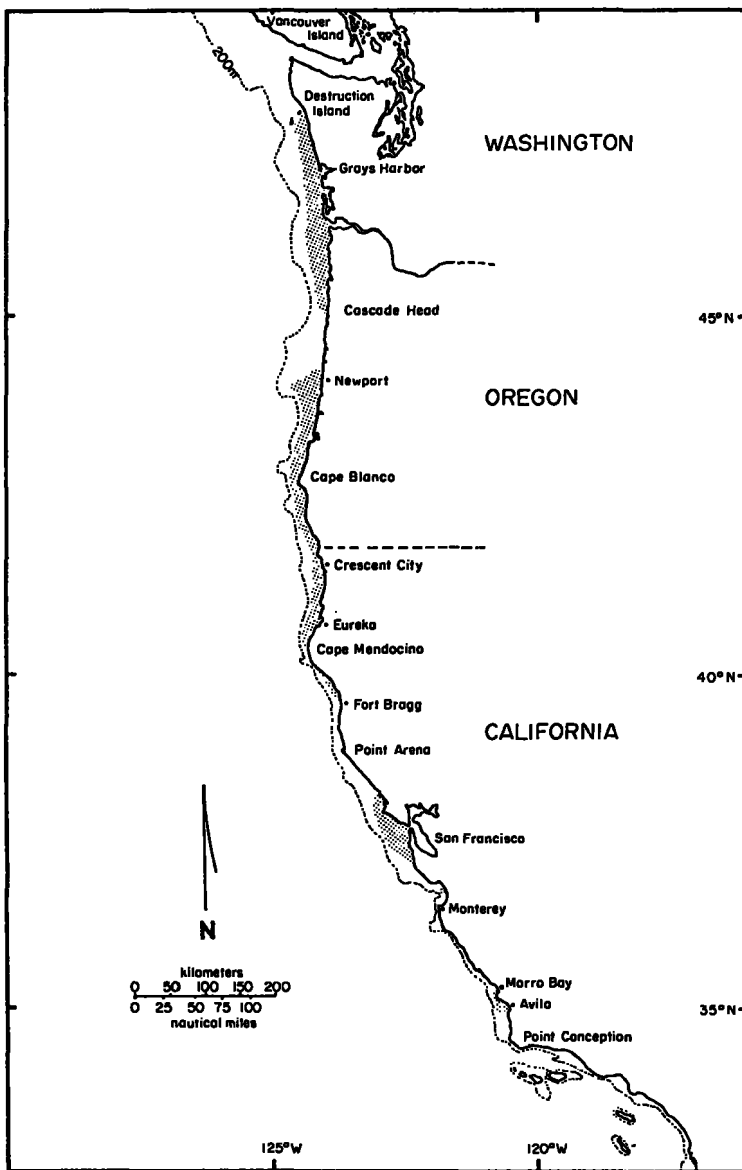 Vancouver
Island
200m
Destruction
Island
WASHINGTON
Grays Harbor
Cascade Head
45°N
Newport
OREGON
Cape Blanco
Crescent City
Eureka
Cape Mendocino
40°N
Fort Bragg
CALIFORNIA
Point Arena
San Francisco
Monterey
N
kilometers
0 50 100 150 200
0 25 50 75 100
nautical miles
Morro Bay
Avila
35°N
Point Conception
125°W
120°W